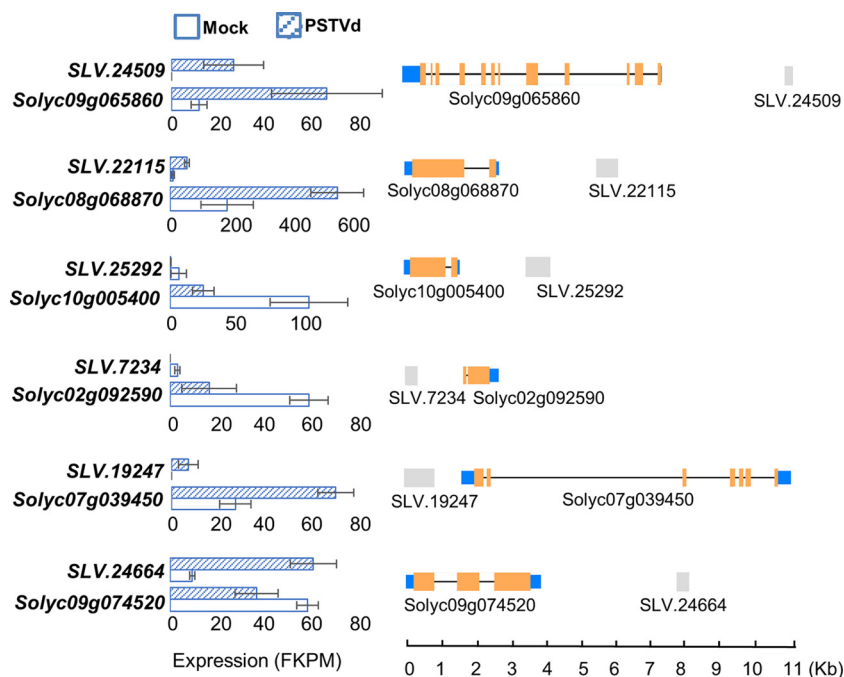 Mock PSTVd
SLV.24509
Solyc09g065860
0 20 40 60 80
Solyc09g065860
SLV.24509
SLV.22115
Solyc08g068870
0 200 400 600
Solyc08g068870
SLV.22115
SLV.25292
Solyc10g005400
0 50 100
Solyc10g005400
SLV.25292
SLV.7234
Solyc02g092590
0 20 40 60 80
SLV.7234 Solyc02g092590
SLV.19247
Solyc07g039450
0 20 40 60 80
SLV.19247
Solyc07g039450
SLV.24664
Solyc09g074520
0 20 40 60 80
Solyc09g074520
SLV.24664
Expression (FKPM)
0 1 2 3 4 5 6 7 8 9 10 11 (Kb)